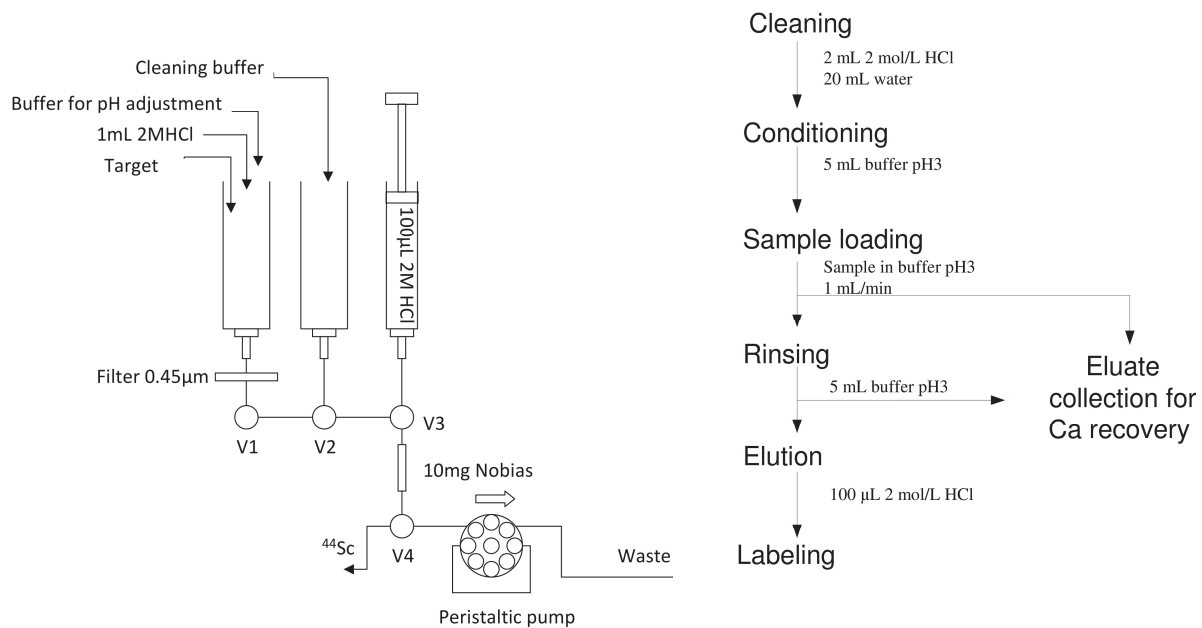 Cleaning buffer
Buffer for pH adjustment
1mL 2MHCl
Target
100µL 2M HCl
Filter 0.45µm
V1
V2
V3
10mg Nobias
44Sc
V4
Waste
Peristaltic pump
Cleaning
2 mL 2 mol/L HCl
20 mL water
Conditioning
5 mL buffer pH3
Sample loading
Sample in buffer pH3
1 mL/min
Rinsing
5 mL buffer pH3
Eluate
collection for
Ca recovery
Elution
100 µL 2 mol/L HCl
Labeling